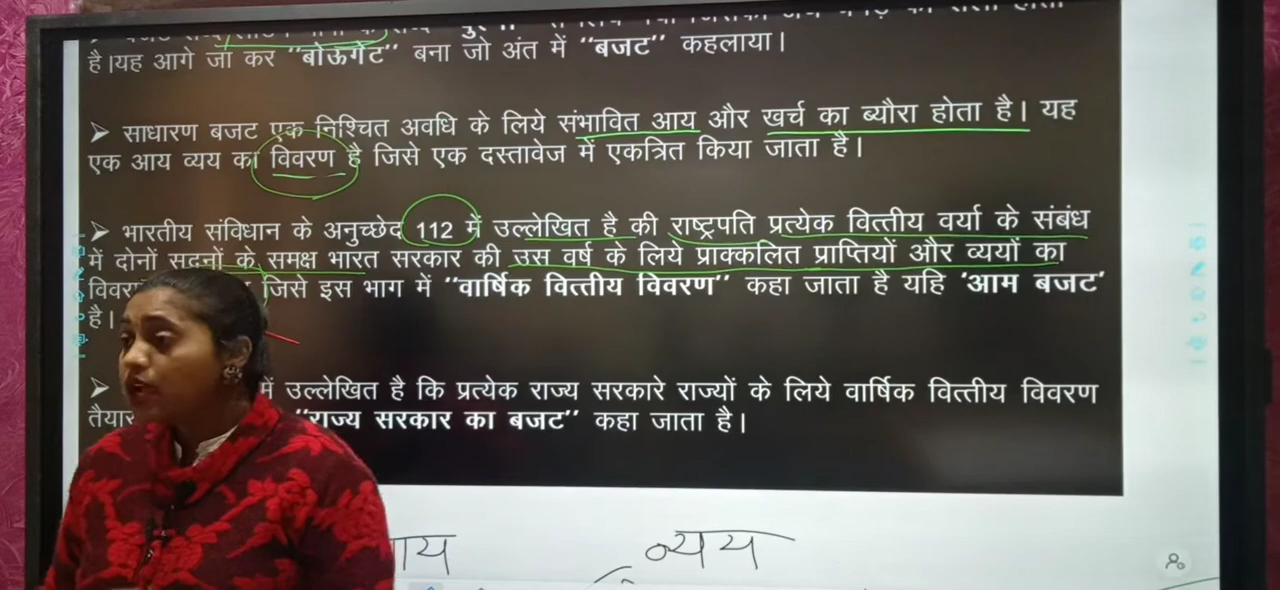 है।यह आगे जा कर "बोऊगेट" बना जो अंत में "बजट" कहलाया।
➤ साधारण बजट एक निश्चित अवधि के लिये संभावित आय और खर्च का ब्यौरा होता है। यह
एक आय व्यय का विवरण है जिसे एक दस्तावेज में एकत्रित किया जाता है।
➤ भारतीय संविधान के अनुच्छेद 112 में उल्लेखित है की राष्ट्रपति प्रत्येक वित्तीय वर्या के संबंध
में दोनों सदनों के समक्ष भारत सरकार की उस वर्ष के लिये प्राक्कलित प्राप्तियों और व्ययों का
जिसे इस भाग में "वार्षिक वित्तीय विवरण" कहा जाता है यहि 'आम बजट'
है।
➤ में उल्लेखित है कि प्रत्येक राज्य सरकारे राज्यों के लिये वार्षिक वित्तीय विवरण
तैयार "राज्य सरकार का बजट" कहा जाता है।
व्यय